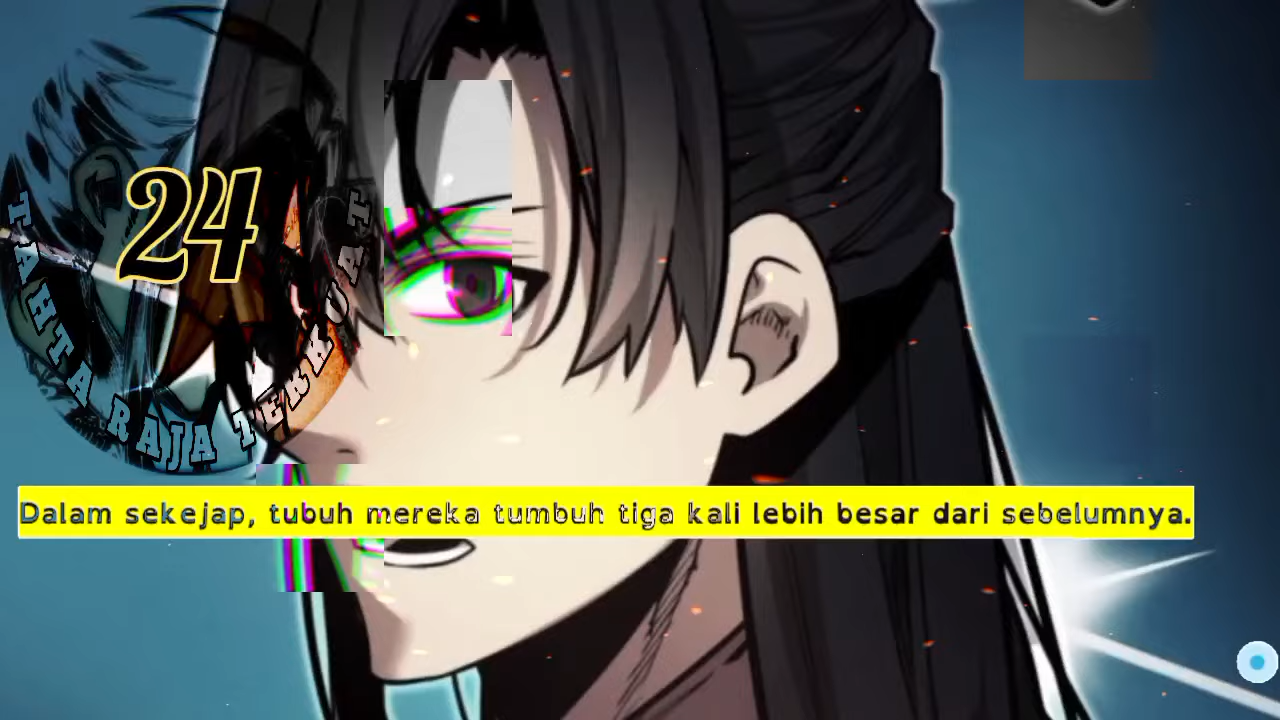 24
TAHTA RAJA TERKUAT
Dalam sekejap, tubuh mereka tumbuh tiga kali lebih besar dari sebelumnya.